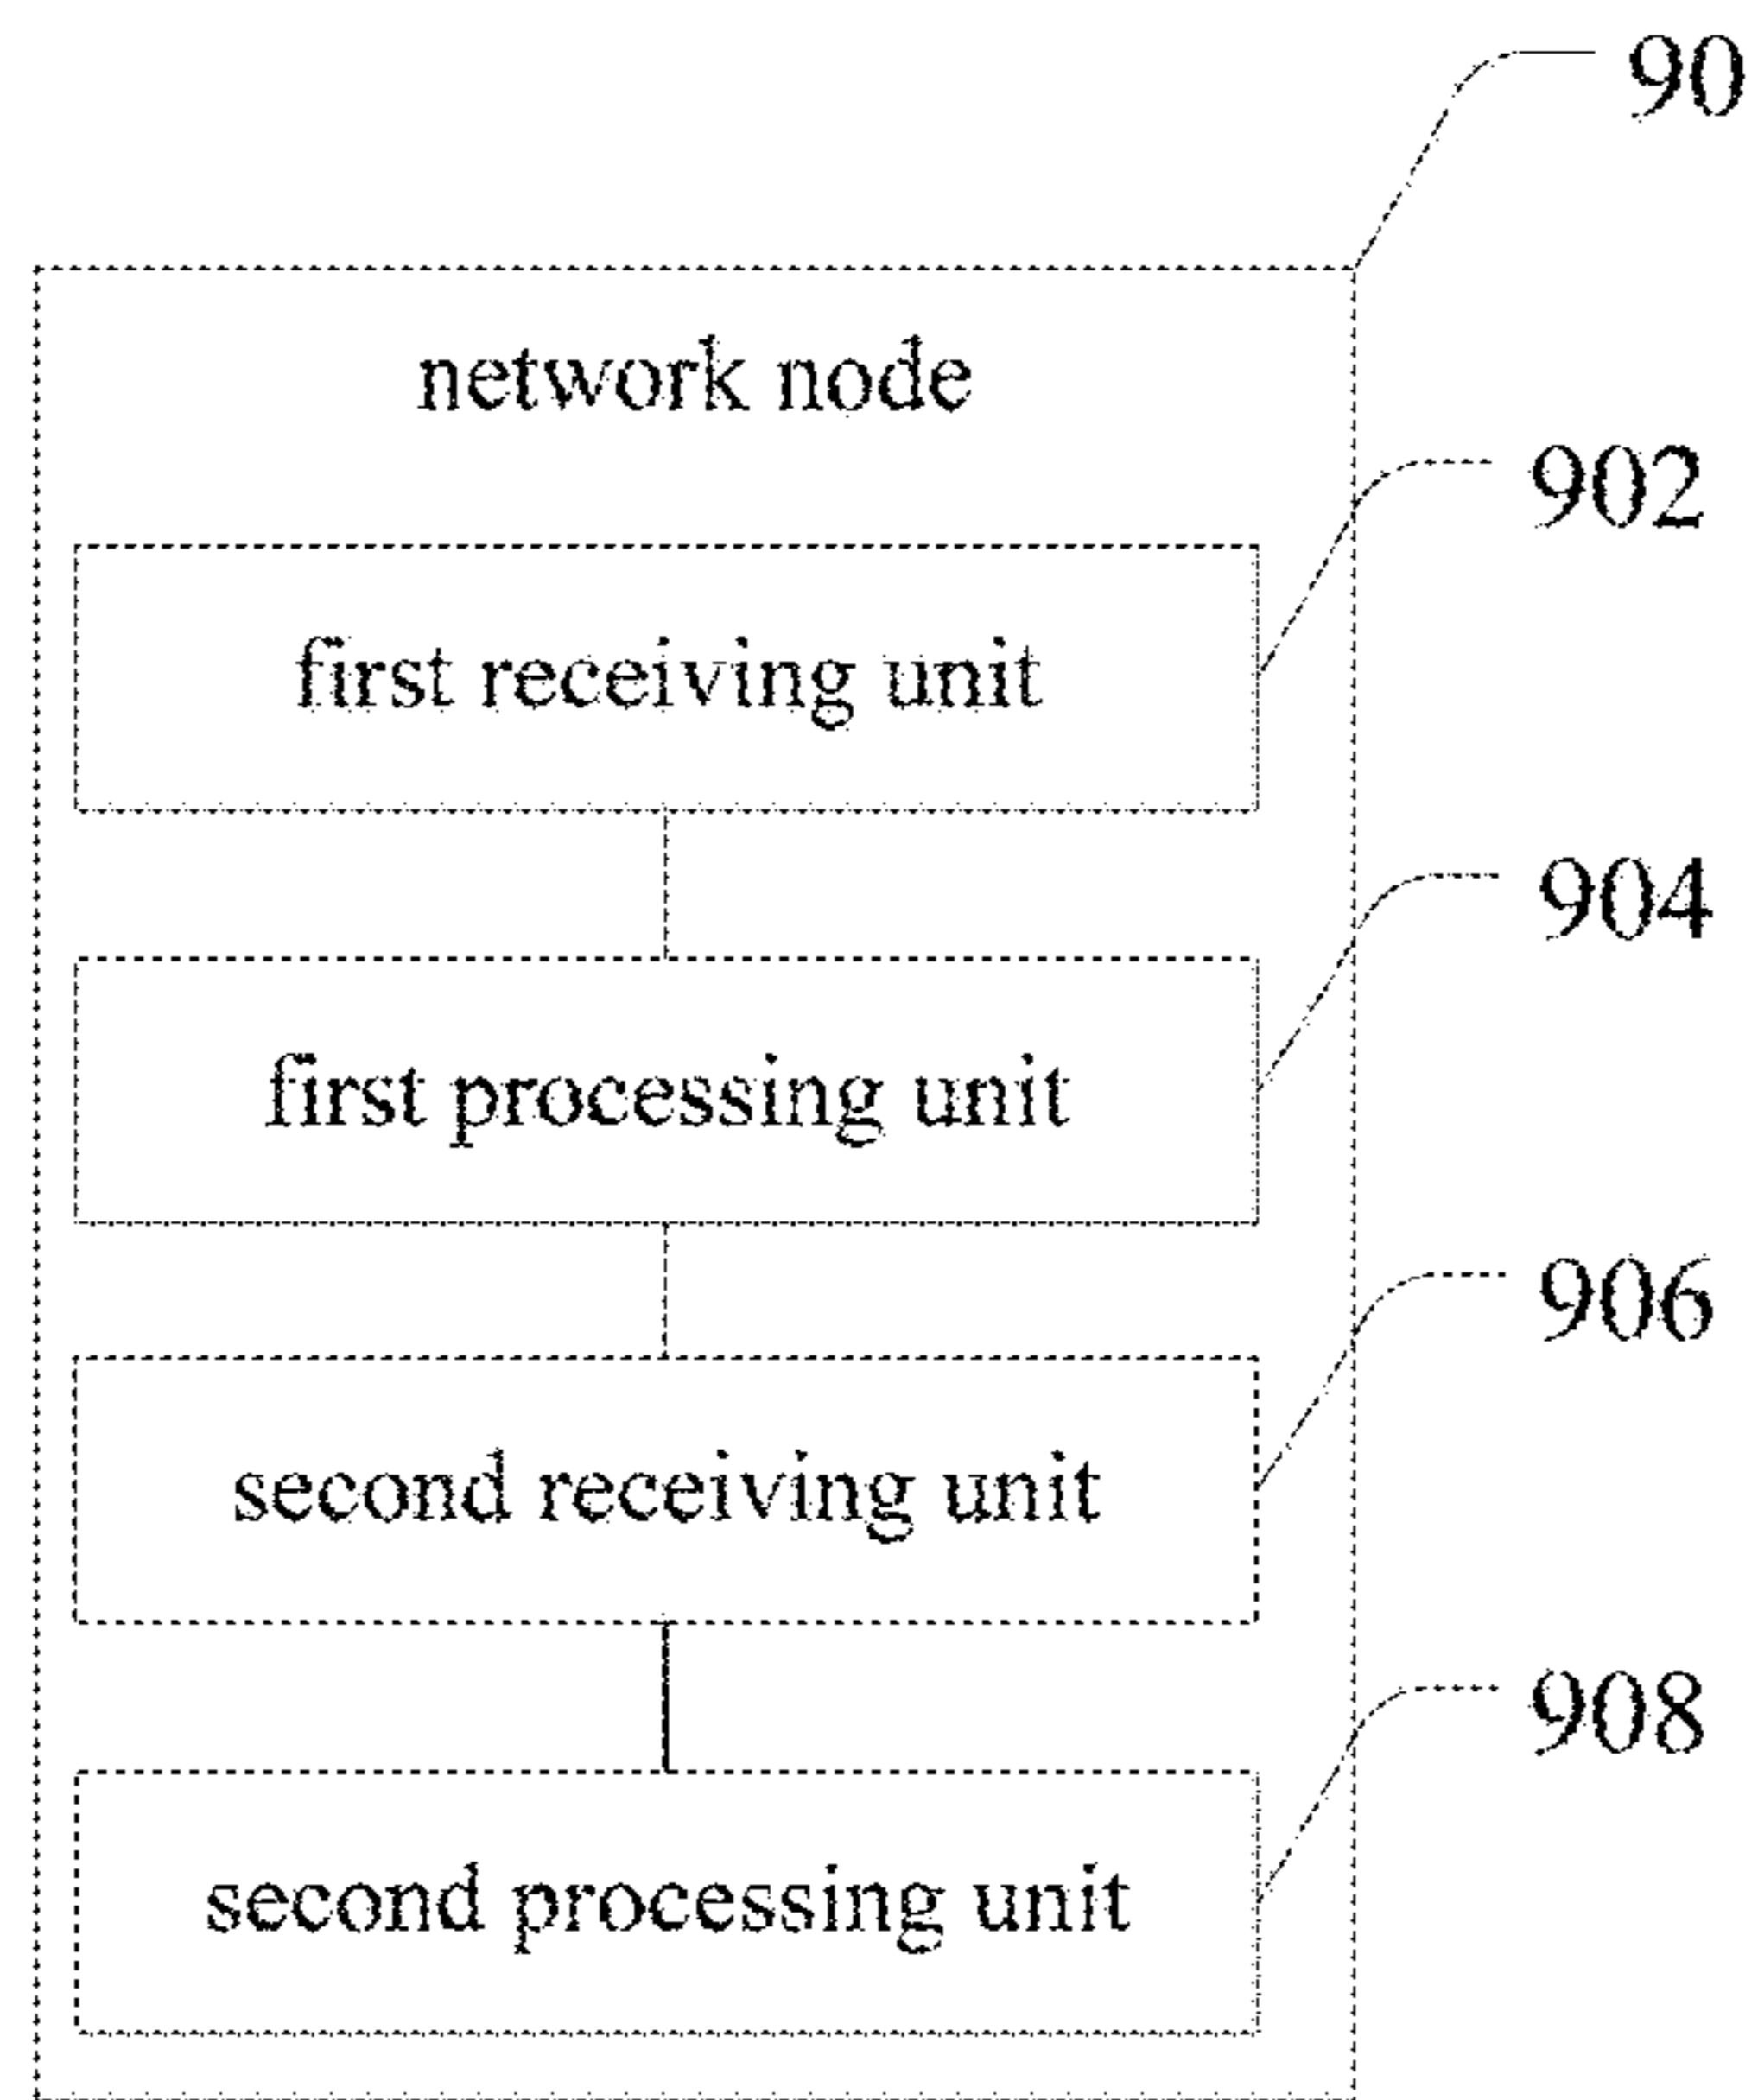 90
network node
902
first receiving unit
904
first processing unit
906
second receiving unit
908
second processing unit